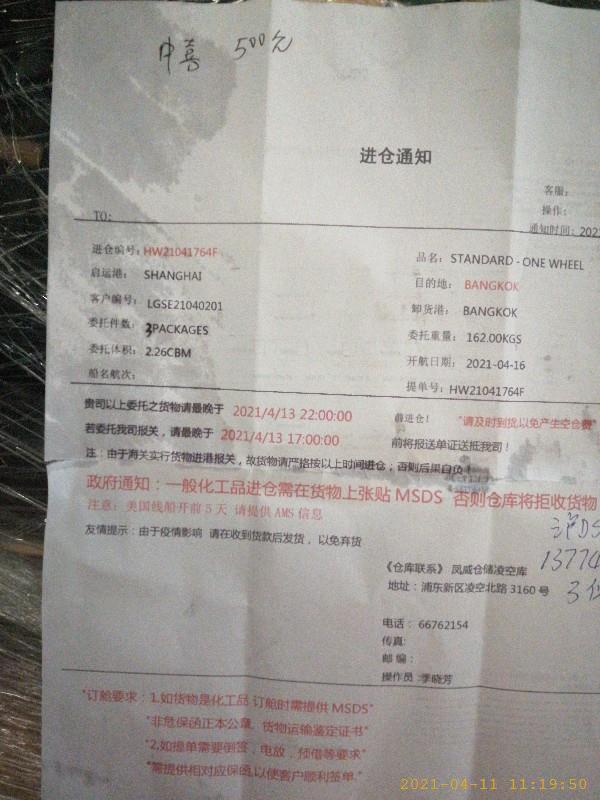 中喜 500元
进仓通知
客服：
操作：
TO:
通知时间：202
进仓编号：HW21041764F
品名：STANDARD - ONE WHEEL
启运港： SHANGHAI
目的地： BANGKOK
客户编号： LGSE21040201
卸货港： BANGKOK
委托件数： 3PACKAGES
委托重量： 162.00KGS
委托体积： 2.26CBM
开航日期： 2021-04-16
船名航次：
提单号：HW21041764F
贵司以上委托之货物请最晚于 2021/4/13 22:00:00 前进仓！ "请及时到货以免产生空仓费"
若委托我司报关，请最晚于 2021/4/13 17:00:00 前将报送单证送抵我司！
注：由于海关实行货物进港报关，故货物请严格按以上时间进仓；否则后果自负！
政府通知：一般化工品进仓需在货物上张贴 MSDS 否则仓库将拒收货物
注意：美国线船开前 5 天 请提供 AMS 信息
友情提示：由于疫情影响 请在收到货款后发货，以免弃货
沪DS
《仓库联系》 凤威仓储凌空库
13774
地址：浦东新区凌空北路 3160 号
3
电话： 66762154
传真:
邮 编：
操作员：李晓芳
"订舱要求：1,如货物是化工品 订舱时需提供 MSDS"
"非危保函正本公章，货物运输鉴定证书"
"2,如提单需要倒签，电放，预借等要求"
"需提供相对应保函,以便客户顺利签单."
2021-04-11 11:19:50